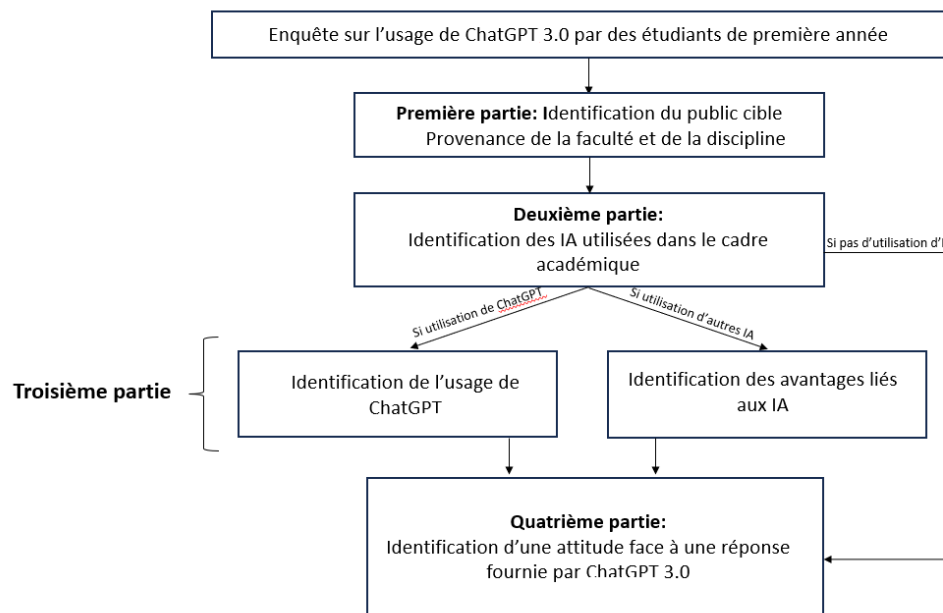 Enquête sur l'usage de ChatGPT 3.0 par des étudiants de première année
Première partie: Identification du public cible
Provenance de la faculté et de la discipline
Deuxième partie:
Identification des IA utilisées dans le cadre
académique
Si pas d'utilisation d'I
Si utilisation de ChatGPT
Si utilisation d'autres IA
Troisième partie
Identification de l'usage de
ChatGPT
Identification des avantages liés
aux IA
Quatrième partie:
Identification d'une attitude face à une réponse
fournie par ChatGPT 3.0